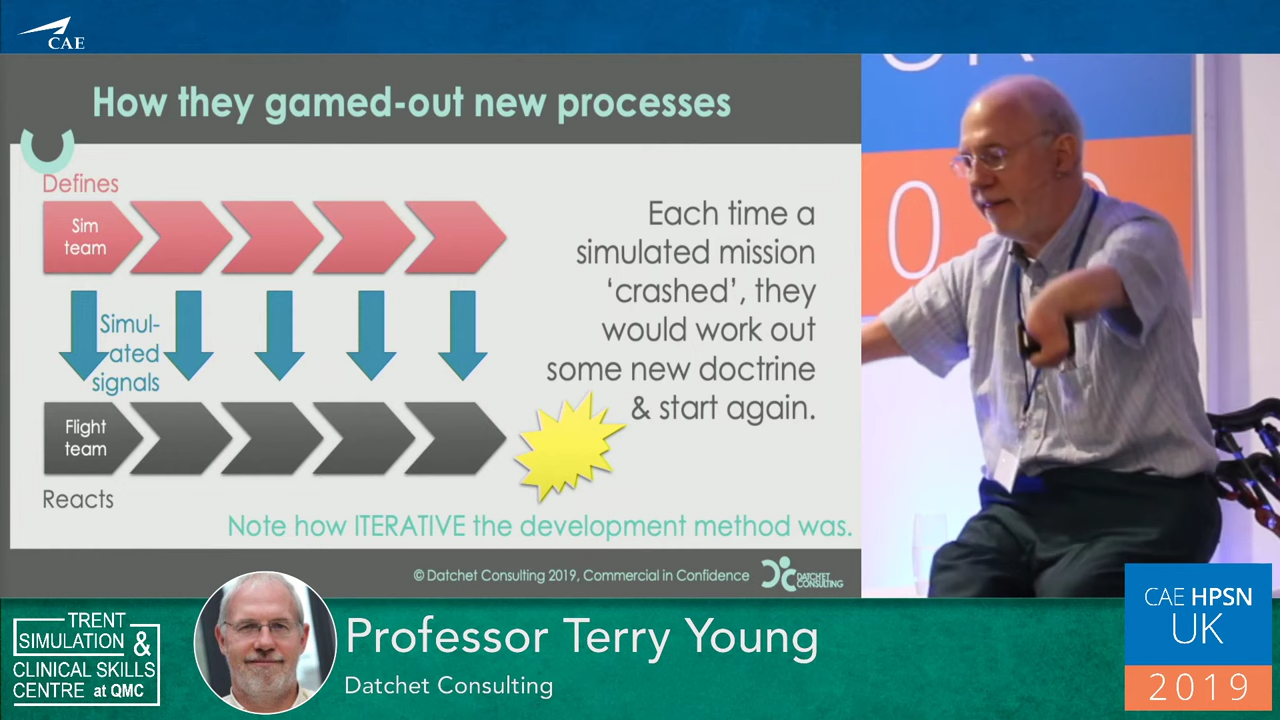 CAE
How they gamed-out new processes
Defines
Sim
team
Simul-
ated
signals
Flight
team
Reacts
Each time a
simulated mission
‘crashed’, they
would work out
some new doctrine
& start again.
Note how ITERATIVE the development method was.
© Datchet Consulting 2019, Commercial in Confidence
DATCHET
CONSULTING
UK
0
TRENT
SIMULATION &
CLINICAL SKILLS
CENTRE at QMC
Professor Terry Young
Datchet Consulting
CAE HPSN
UK
2019